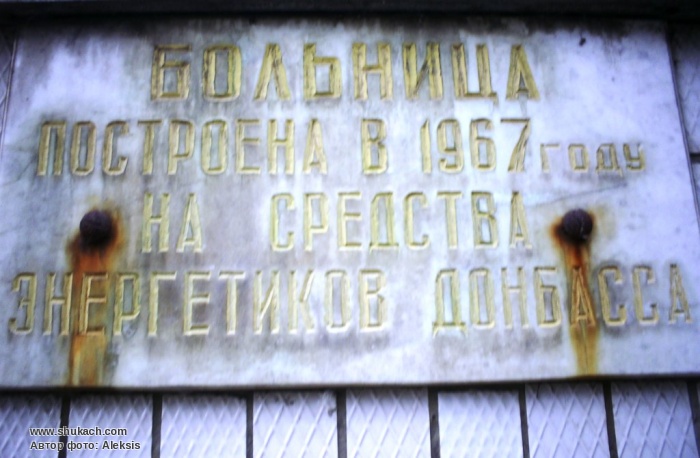 БОЛЬНИЦА
ПОСТРОЕНА В 1967 году
НА СРЕДСТВА
ЭНЕРГЕТИКОВ ДОНБАССА
www.shukach.com
Автор фото: Aleksis